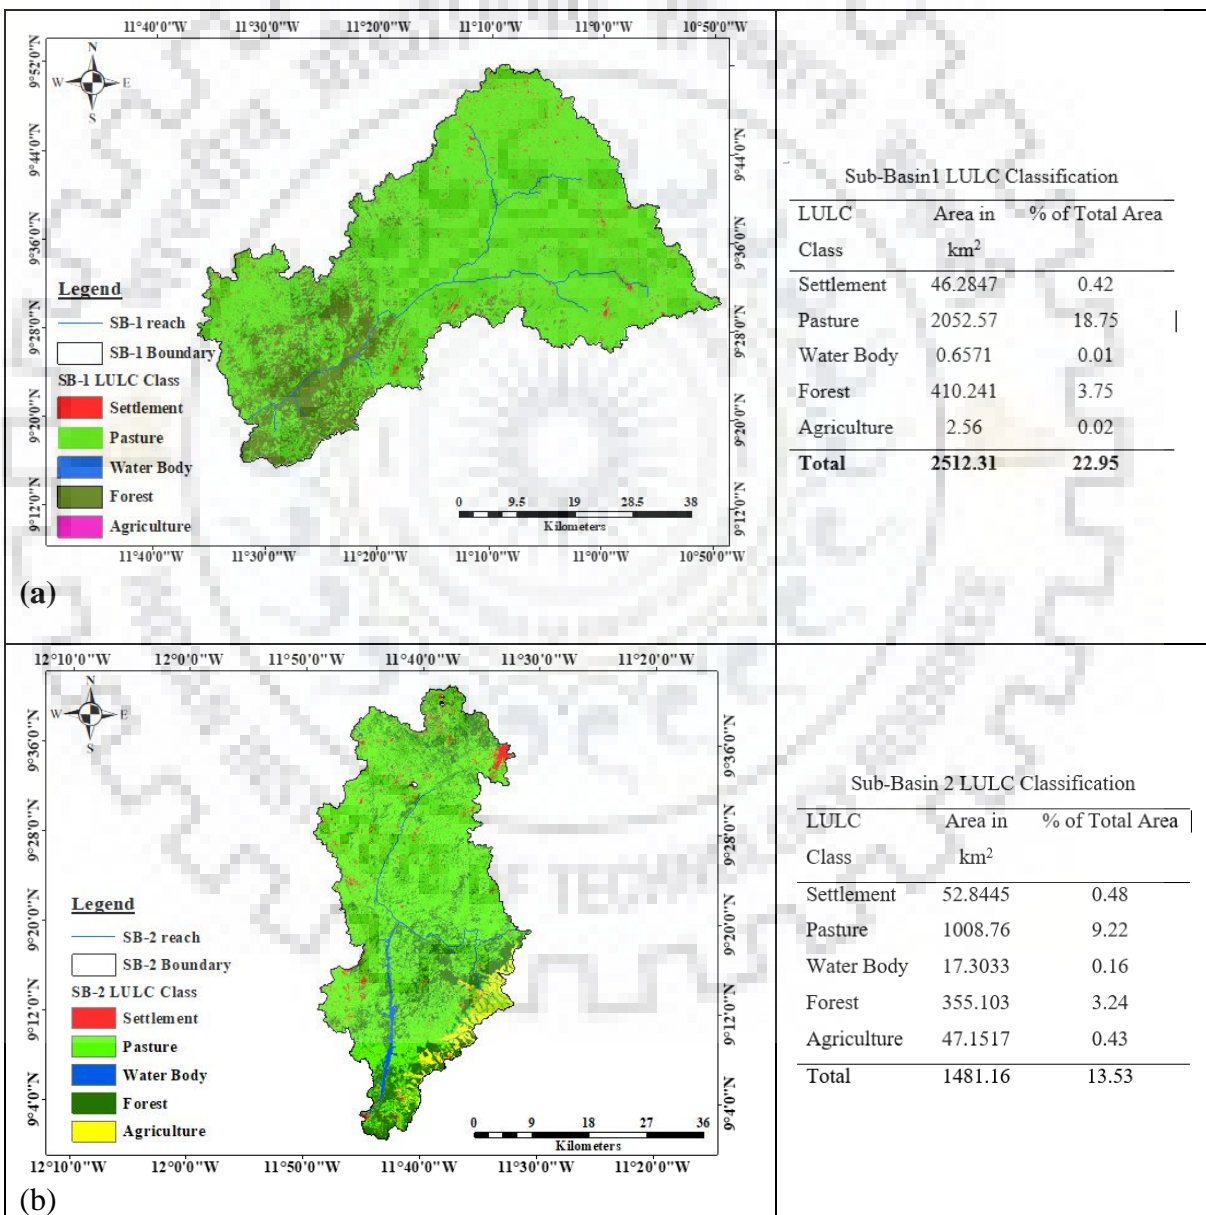 11°40'0"W 11°30'0"W 11°20'0"W 11°10'0"W 11°0'0"W 10°50'0"W
N
W E
S
9°52'0"N
9°44'0"N 9°44'0"N
9°36'0"N 9°36'0"N
9°28'0"N 9°28'0"N
9°20'0"N 9°20'0"N
9°12'0"N 9°12'0"N
Legend
SB-1 reach
SB-1 Boundary
SB-1 LULC Class
Settlement
Pasture
Water Body
Forest
Agriculture
0 9.5 19 28.5 38
Kilometers
11°40'0"W 11°30'0"W 11°20'0"W 11°10'0"W 11°0'0"W 10°50'0"W
(a)
Sub-Basin1 LULC Classification
LULC Area in % of Total Area
Class km²
Settlement 46.2847 0.42
Pasture 2052.57 18.75
Water Body 0.6571 0.01
Forest 410.241 3.75
Agriculture 2.56 0.02
Total 2512.31 22.95
12°10'0"W 12°0'0"W 11°50'0"W 11°40'0"W 11°30'0"W 11°20'0"W
N
W E
S
9°36'0"N 9°36'0"N
9°28'0"N 9°28'0"N
9°20'0"N 9°20'0"N
9°12'0"N 9°12'0"N
9°4'0"N 9°4'0"N
Legend
SB-2 reach
SB-2 Boundary
SB-2 LULC Class
Settlement
Pasture
Water Body
Forest
Agriculture
0 9 18 27 36
Kilometers
12°10'0"W 12°0'0"W 11°50'0"W 11°40'0"W 11°30'0"W 11°20'0"W
(b)
Sub-Basin 2 LULC Classification
LULC Area in % of Total Area
Class km²
Settlement 52.8445 0.48
Pasture 1008.76 9.22
Water Body 17.3033 0.16
Forest 355.103 3.24
Agriculture 47.1517 0.43
Total 1481.16 13.53